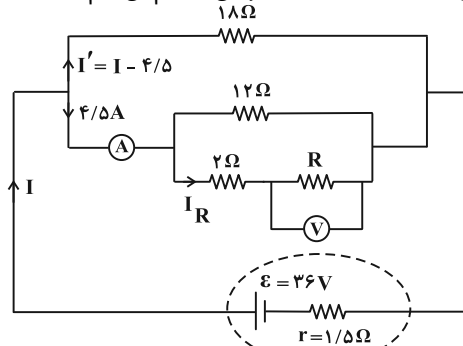 ۱۸Ω
I′= I - ۴/۵
۱۲Ω
۴/۵A
A
۲Ω
R
I
I_R
V
ε = ۳۶V
r = ۱/۵Ω